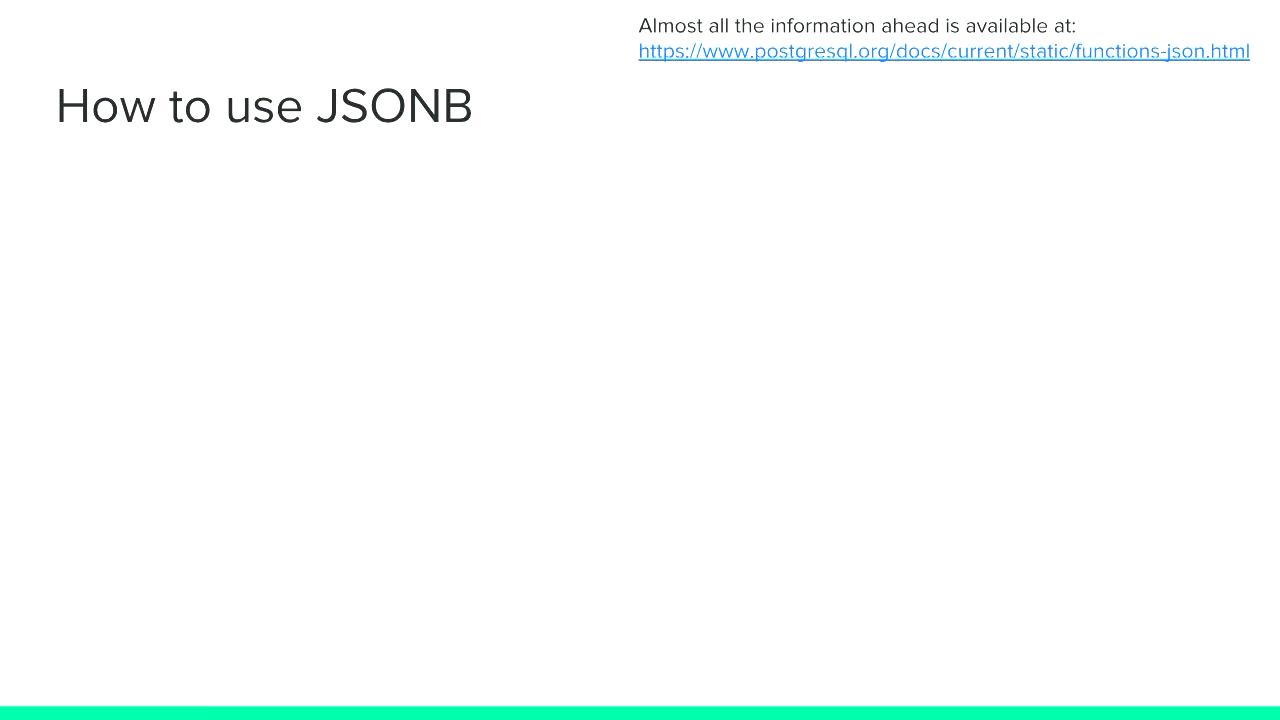 Almost all the information ahead is available at:
https://www.postgresql.org/docs/current/static/functions-json.html
How to use JSONB